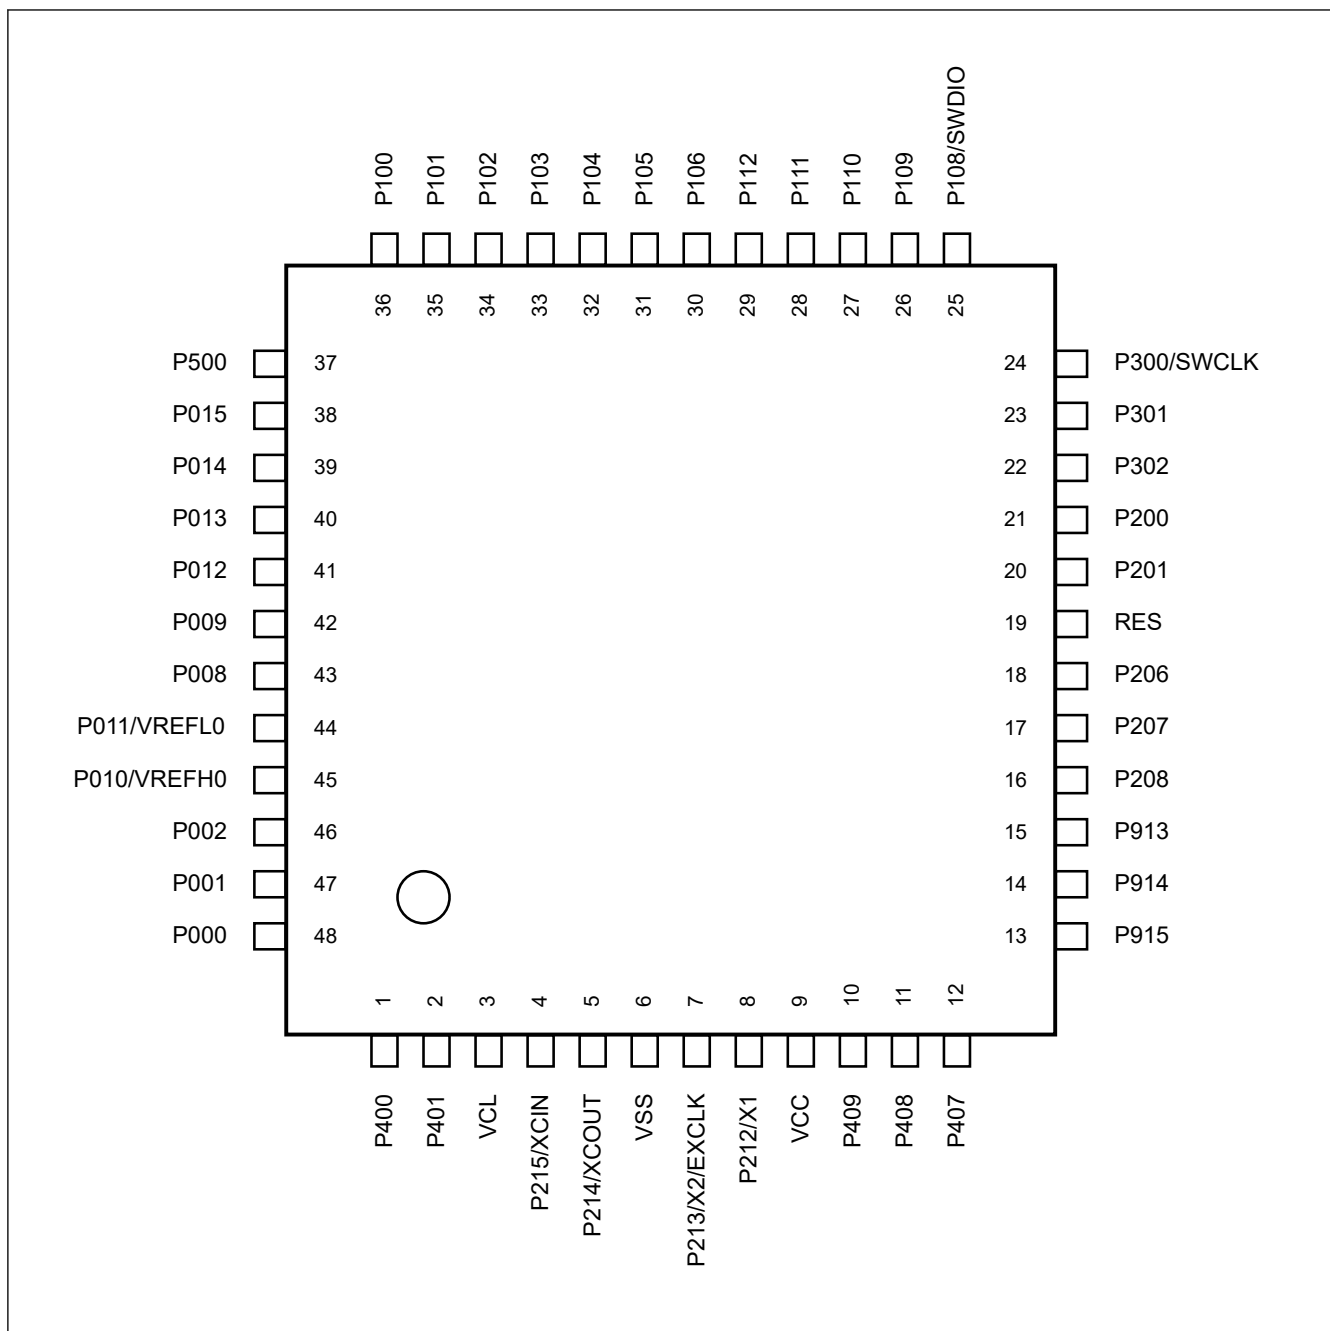 P100
P101
P102
P103
P104
P105
P106
P112
P111
P110
P109
P108/SWDIO
36
35
34
33
32
31
30
29
28
27
26
25
P500 37
P015 38
P014 39
P013 40
P012 41
P009 42
P008 43
P011/VREFL0 44
P010/VREFH0 45
P002 46
P001 47
P000 48
24 P300/SWCLK
23 P301
22 P302
21 P200
20 P201
19 RES
18 P206
17 P207
16 P208
15 P913
14 P914
13 P915
1
2
3
4
5
6
7
8
9
10
11
12
P400
P401
VCL
P215/XCIN
P214/XCOUT
VSS
P213/X2/EXCLK
P212/X1
VCC
P409
P408
P407